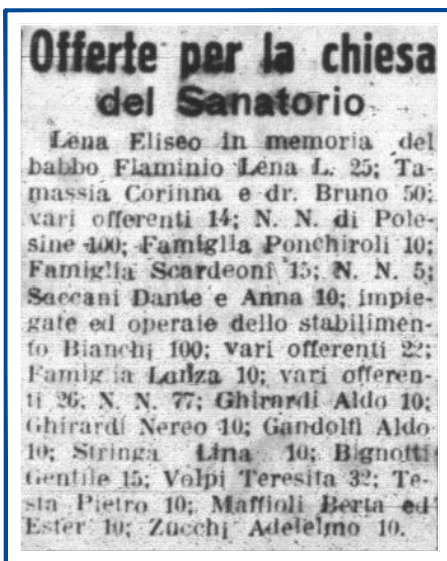 Offerte per la chiesa
del Sanatorio
Lena Eliseo in memoria del
babbo Flaminio Lena L. 25; Ta-
massia Corinna e dr. Bruno 50;
vari offerenti 14; N. N. di Pole-
sine 100; Famiglia Ponchiroli 10;
Famiglia Scardeoni 15; N. N. 5;
Saccani Dante e Anna 10; impie-
gate ed operaie dello stabilimen-
to Bianchi 100; vari offerenti 22;
Famig ia Lanza 10; vari offeren-
ti 26; N. N. 77; Ghirardi Aldo 10;
Ghirardi Nereo 10; Gandolfi Aldo
10; Stringa Lina 10; Bignotti
Gentile 15; Volpi Teresita 32; Te-
sta Pietro 10; Maffioli Berta ed
Ester 10; Zucchi Adelelmo 10.